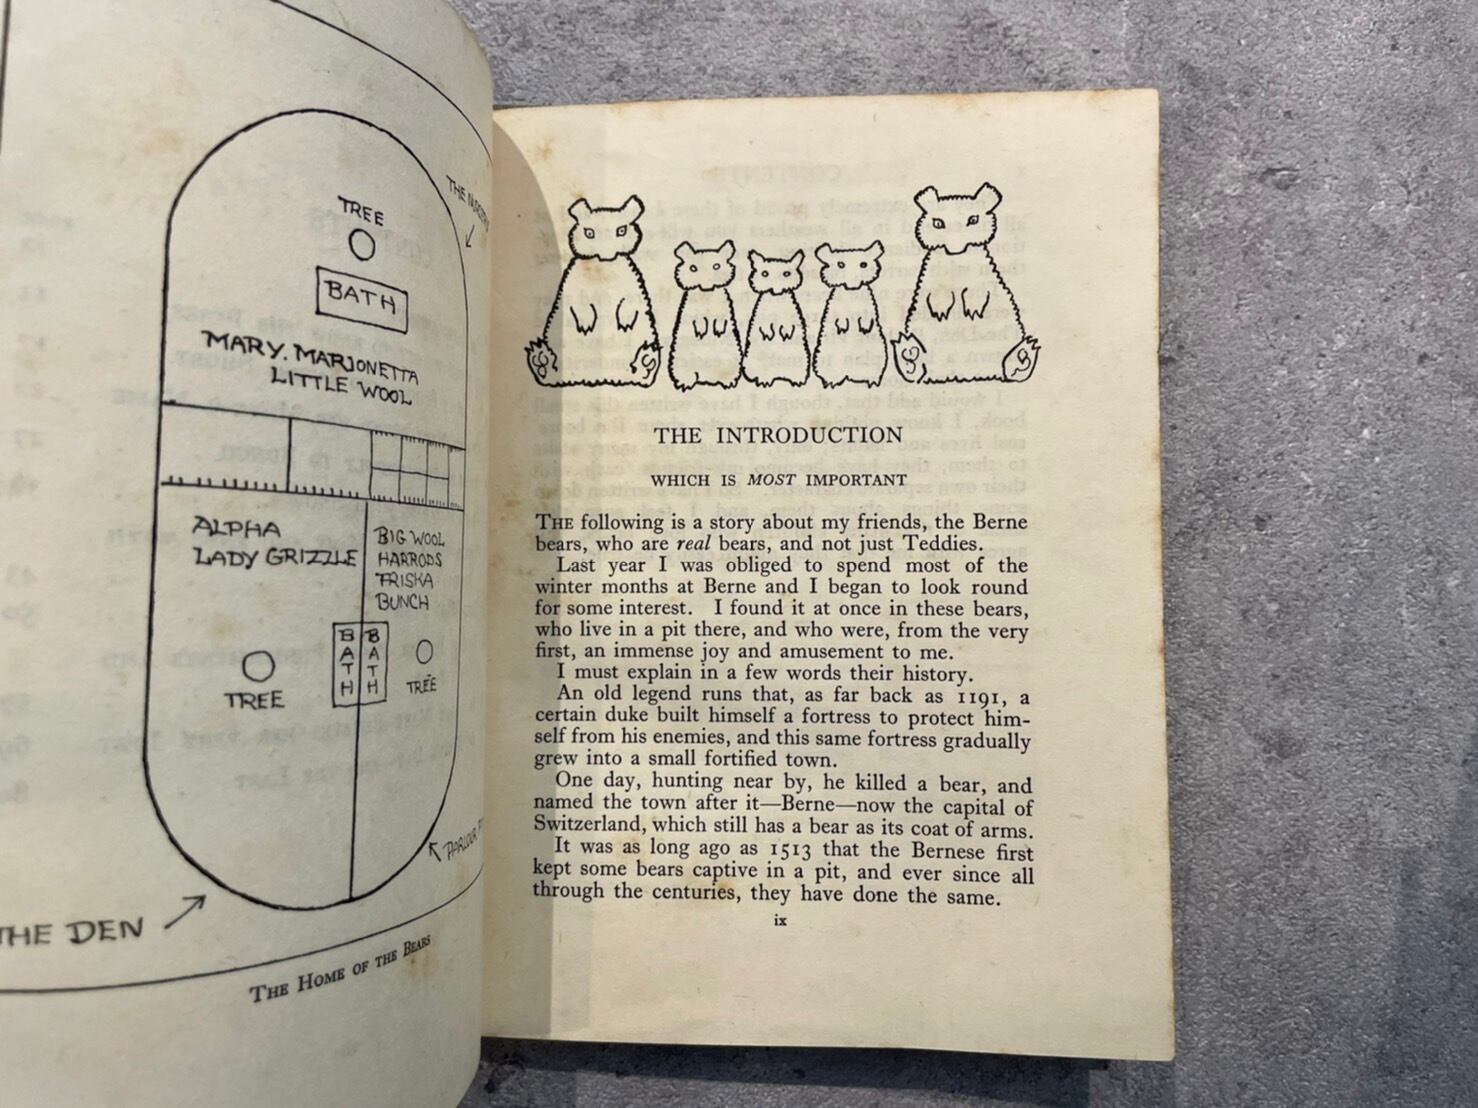 TREE
BATH
MARY. MARIONETTA
LITTLE WOOL
ALPHA
LADY GRIZZLE
BIG WOOL
HARRODS
FRISKA
BUNCH
BATH
BATH
TREE
TREE
THE DEN
THE HOME OF THE BEARS
THE INTRODUCTION
WHICH IS MOST IMPORTANT
THE following is a story about my friends, the Berne
bears, who are real bears, and not just Teddies.
Last year I was obliged to spend most of the
winter months at Berne and I began to look round
for some interest. I found it at once in these bears,
who live in a pit there, and who were, from the very
first, an immense joy and amusement to me.
I must explain in a few words their history.
An old legend runs that, as far back as 1191, a
certain duke built himself a fortress to protect him-
self from his enemies, and this same fortress gradually
grew into a small fortified town.
One day, hunting near by, he killed a bear, and
named the town after it—Berne—now the capital of
Switzerland, which still has a bear as its coat of arms.
It was as long ago as 1513 that the Bernese first
kept some bears captive in a pit, and ever since all
through the centuries, they have done the same.
ix